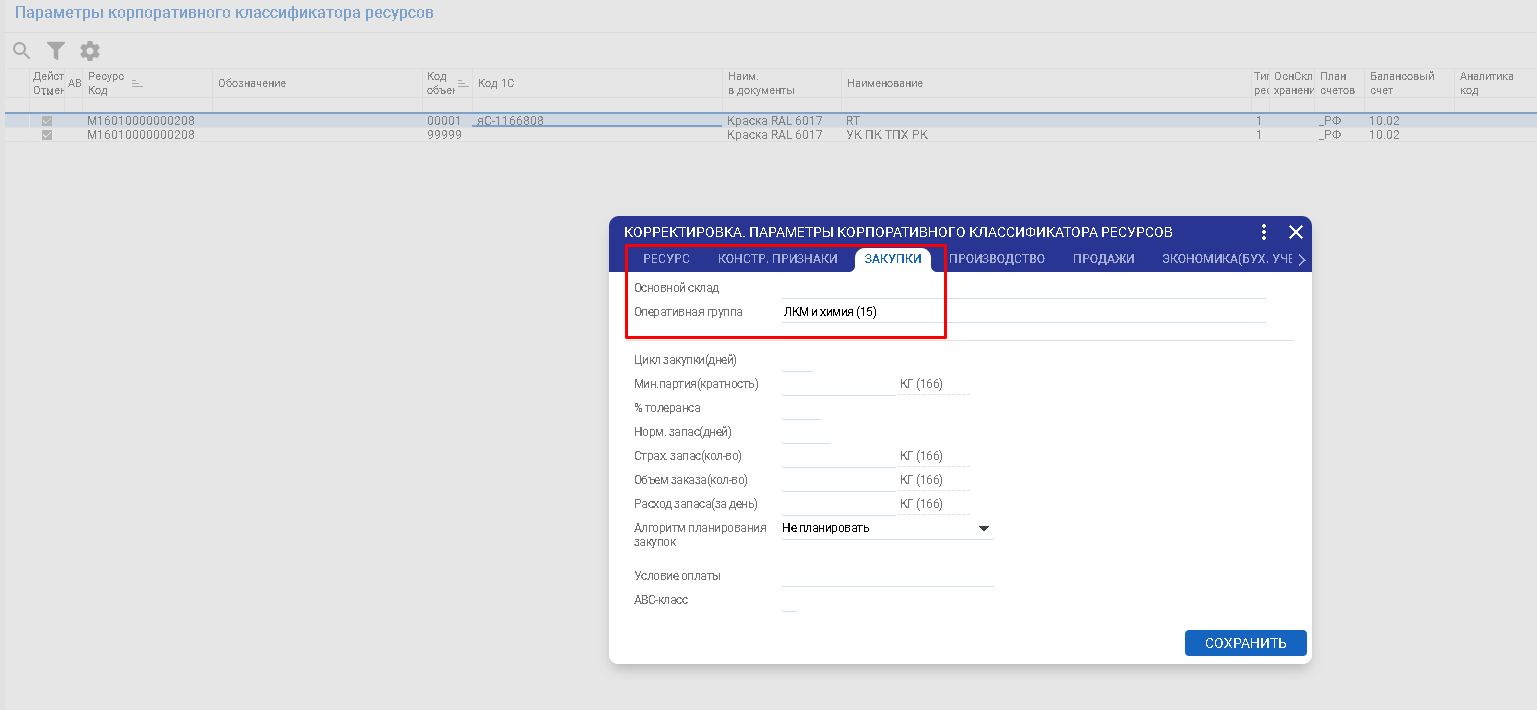 Параметры корпоративного классификатора ресурсов
Дейст АВ Ресурс Обозначение Код Код 1С Наим. Наименование Тип ОснСкл План Балансовый Аналитика
Отмен Код объек в документы рес хранени счетов счет код
М16010000000208 00001 яС-1166808 Краска RAL 6017 RT 1 _РФ 10.02
М16010000000208 99999 Краска RAL 6017 УК ПК ТПХ РК 1 _РФ 10.02
КОРРЕКТИРОВКА. ПАРАМЕТРЫ КОРПОРАТИВНОГО КЛАССИФИКАТОРА РЕСУРСОВ
РЕСУРС КОНСТР. ПРИЗНАКИ ЗАКУПКИ ПРОИЗВОДСТВО ПРОДАЖИ ЭКОНОМИКА(БУХ. УЧЕ
Основной склад
Оперативная группа ЛКМ и химия (15)
Цикл закупки(дней)
Мин.партия(кратность) КГ (166)
% толеранса
Норм. запас(дней)
Страх. запас(кол-во) КГ (166)
Объем заказа(кол-во) КГ (166)
Расход запаса(за день) КГ (166)
Алгоритм планирования Не планировать
закупок
Условие оплаты
АВС-класс
СОХРАНИТЬ